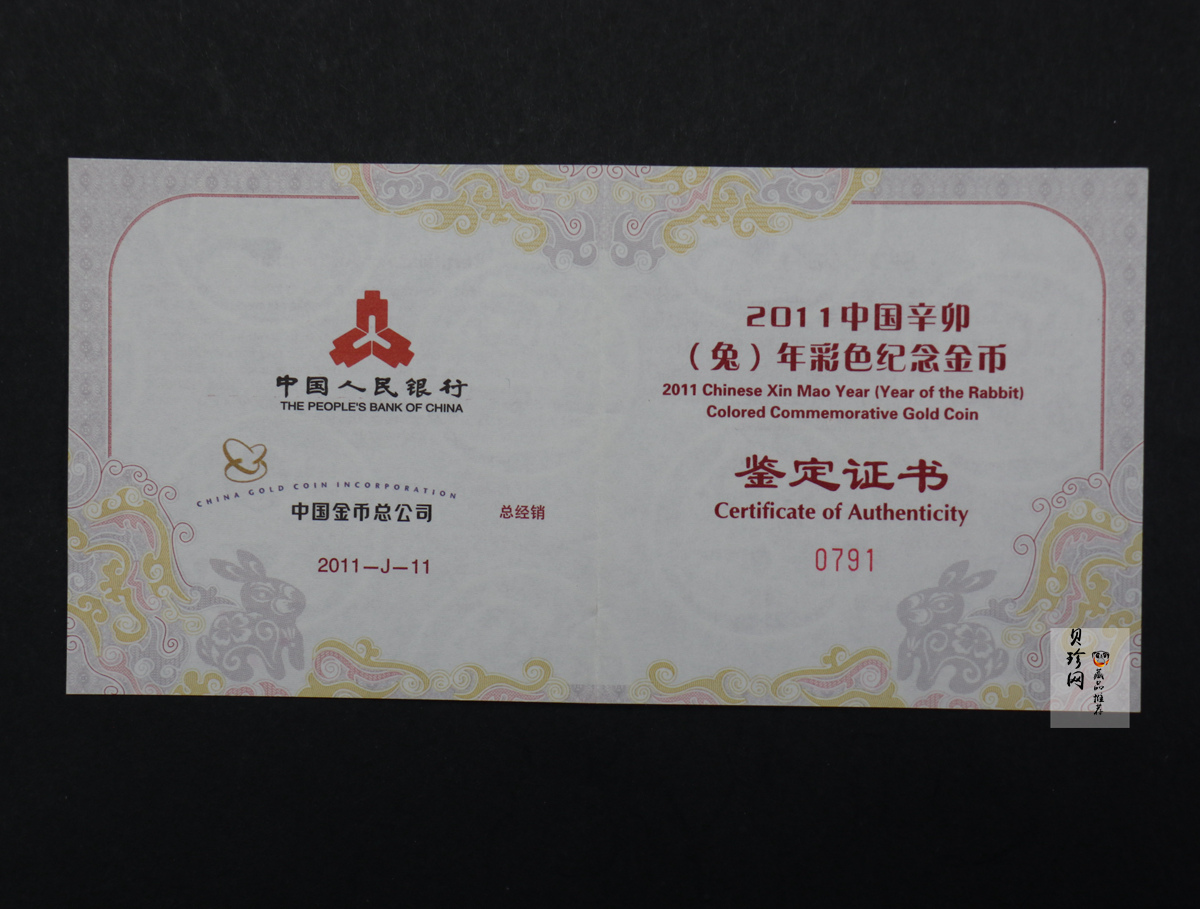 中国人民银行
THE PEOPLE'S BANK OF CHINA
CHINA GOLD COIN INCORPORATION
中国金币总公司
总经销
2011—J—11
2011中国辛卯
（兔）年彩色纪念金币
2011 Chinese Xin Mao Year (Year of the Rabbit)
Colored Commemorative Gold Coin
鉴定证书
Certificate of Authenticity
0791
贝珍网
藏品推荐